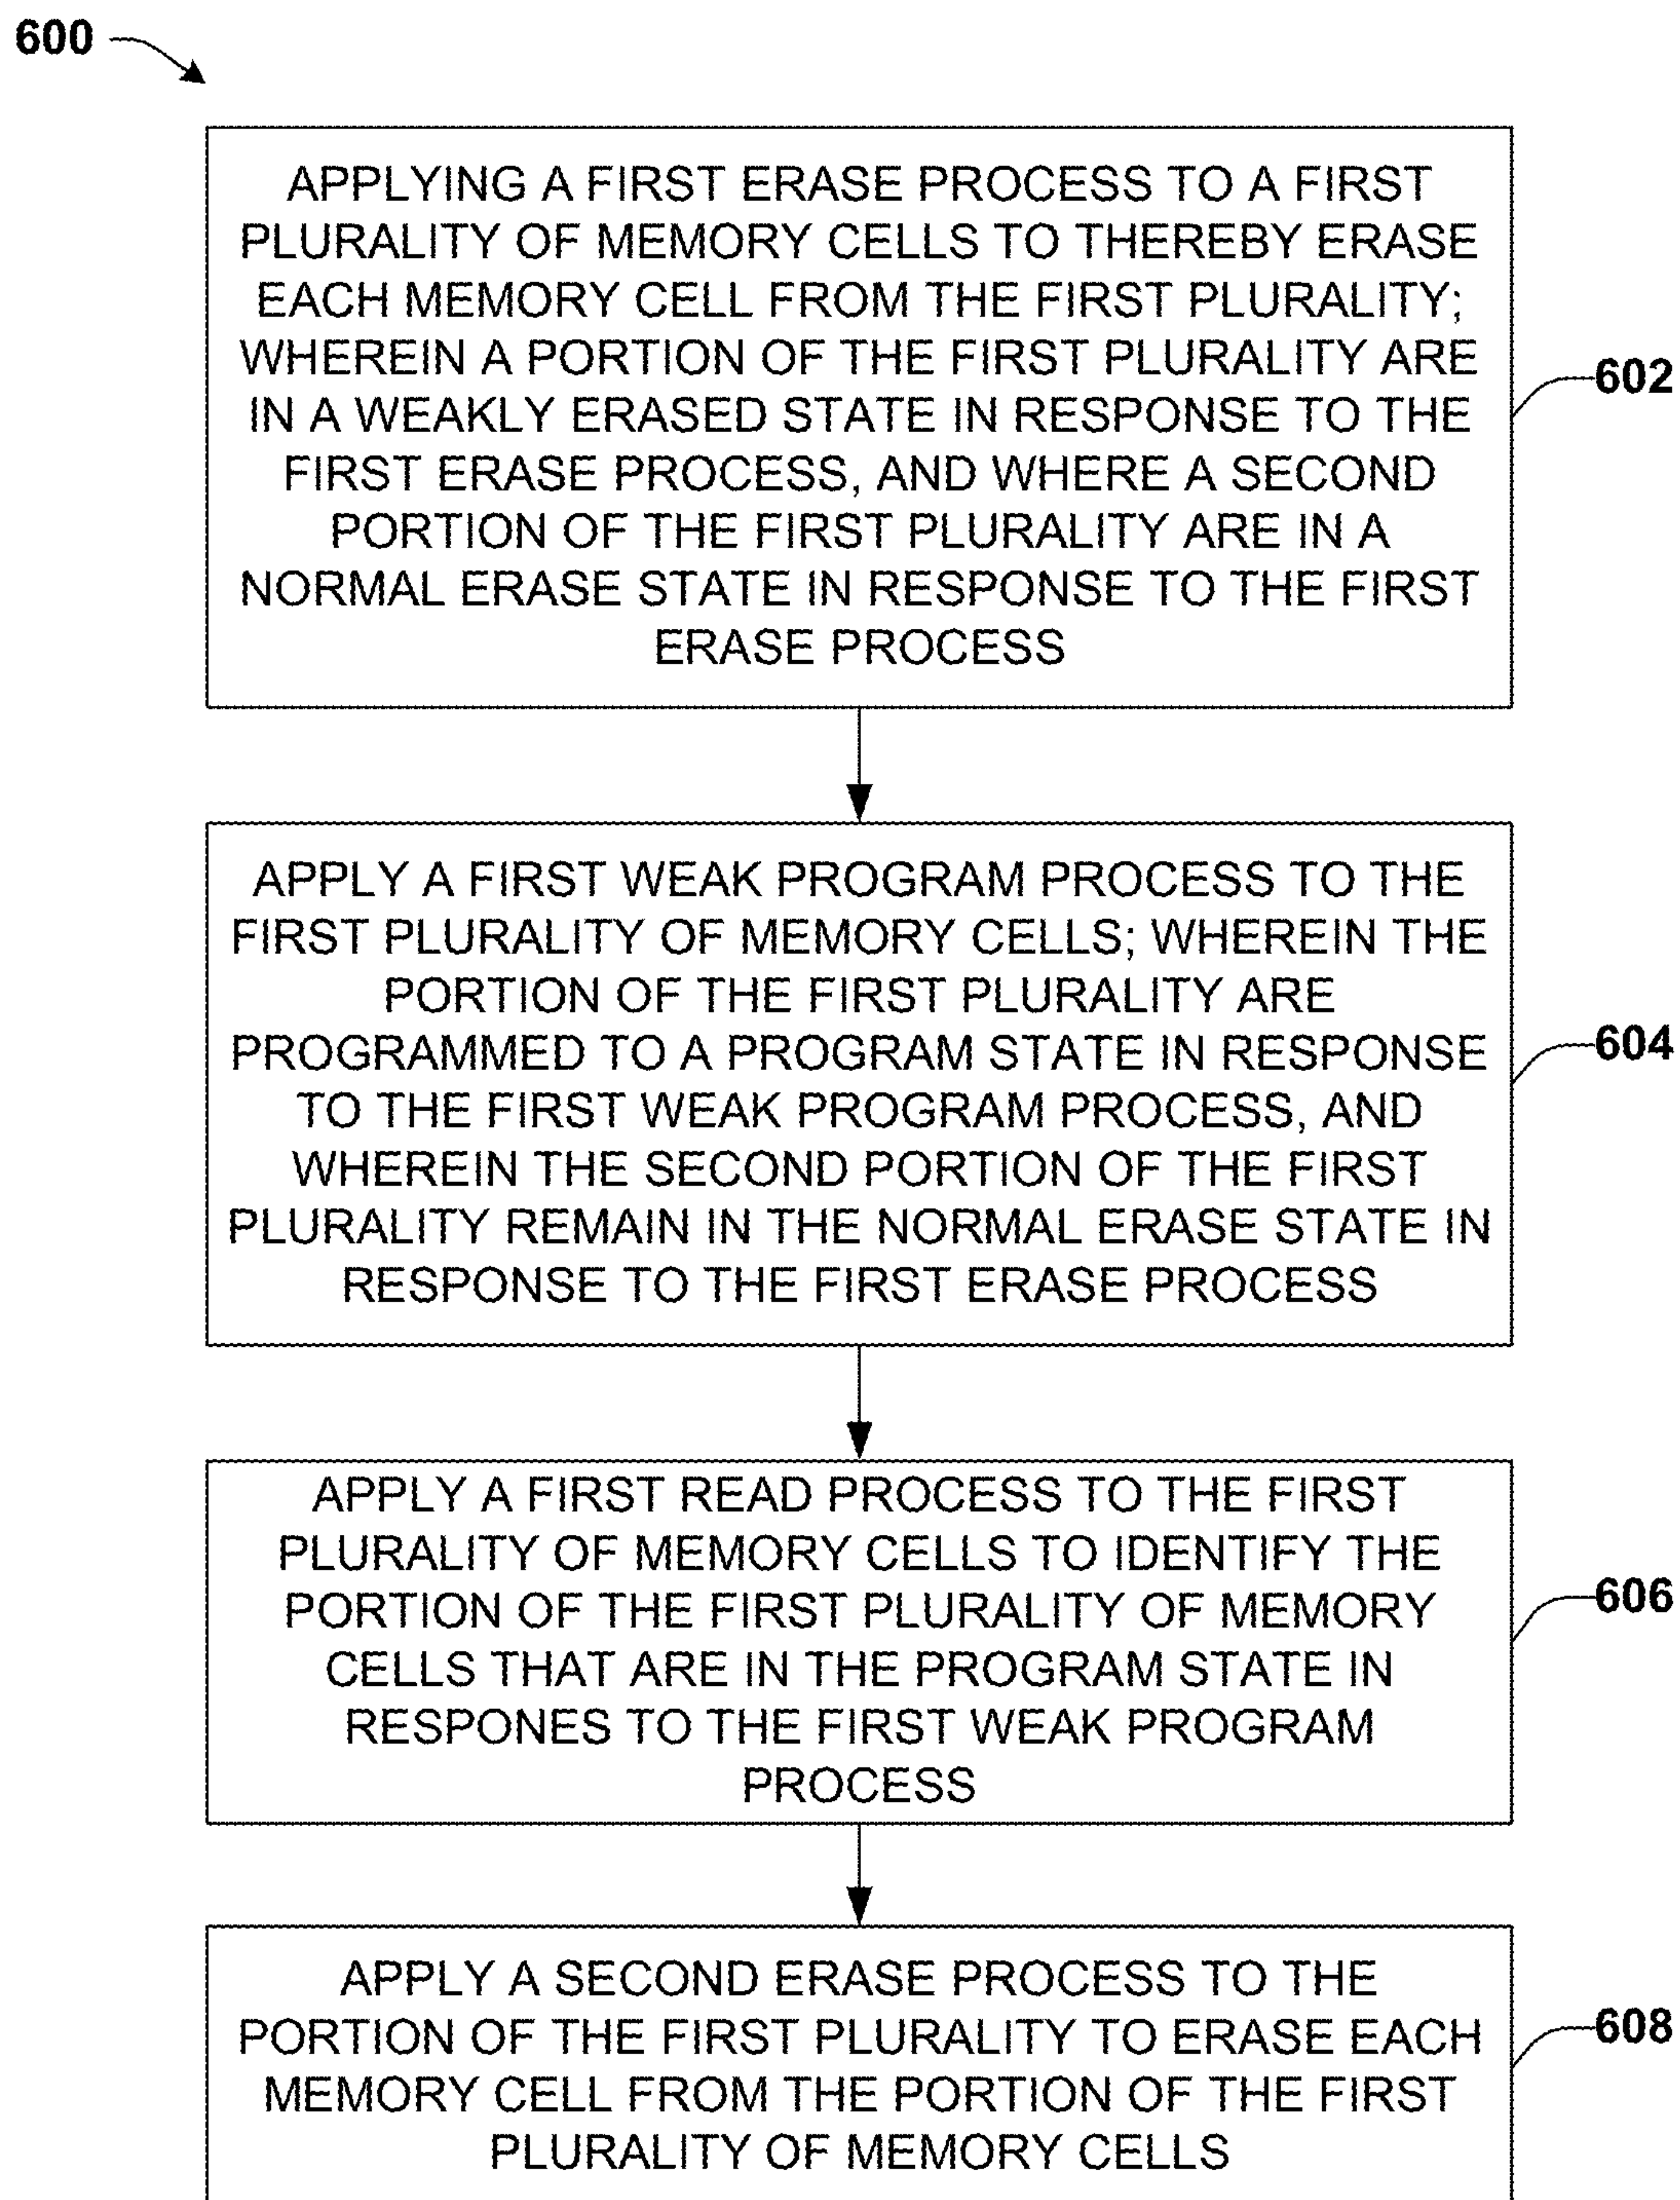 600
APPLYING A FIRST ERASE PROCESS TO A FIRST
PLURALITY OF MEMORY CELLS TO THEREBY ERASE
EACH MEMORY CELL FROM THE FIRST PLURALITY;
WHEREIN A PORTION OF THE FIRST PLURALITY ARE
IN A WEAKLY ERASED STATE IN RESPONSE TO THE
FIRST ERASE PROCESS, AND WHERE A SECOND
PORTION OF THE FIRST PLURALITY ARE IN A
NORMAL ERASE STATE IN RESPONSE TO THE FIRST
ERASE PROCESS
602
APPLY A FIRST WEAK PROGRAM PROCESS TO THE
FIRST PLURALITY OF MEMORY CELLS; WHEREIN THE
PORTION OF THE FIRST PLURALITY ARE
PROGRAMMED TO A PROGRAM STATE IN RESPONSE
TO THE FIRST WEAK PROGRAM PROCESS, AND
WHEREIN THE SECOND PORTION OF THE FIRST
PLURALITY REMAIN IN THE NORMAL ERASE STATE IN
RESPONSE TO THE FIRST ERASE PROCESS
604
APPLY A FIRST READ PROCESS TO THE FIRST
PLURALITY OF MEMORY CELLS TO IDENTIFY THE
PORTION OF THE FIRST PLURALITY OF MEMORY
CELLS THAT ARE IN THE PROGRAM STATE IN
RESPONES TO THE FIRST WEAK PROGRAM
PROCESS
606
APPLY A SECOND ERASE PROCESS TO THE
PORTION OF THE FIRST PLURALITY TO ERASE EACH
MEMORY CELL FROM THE PORTION OF THE FIRST
PLURALITY OF MEMORY CELLS
608